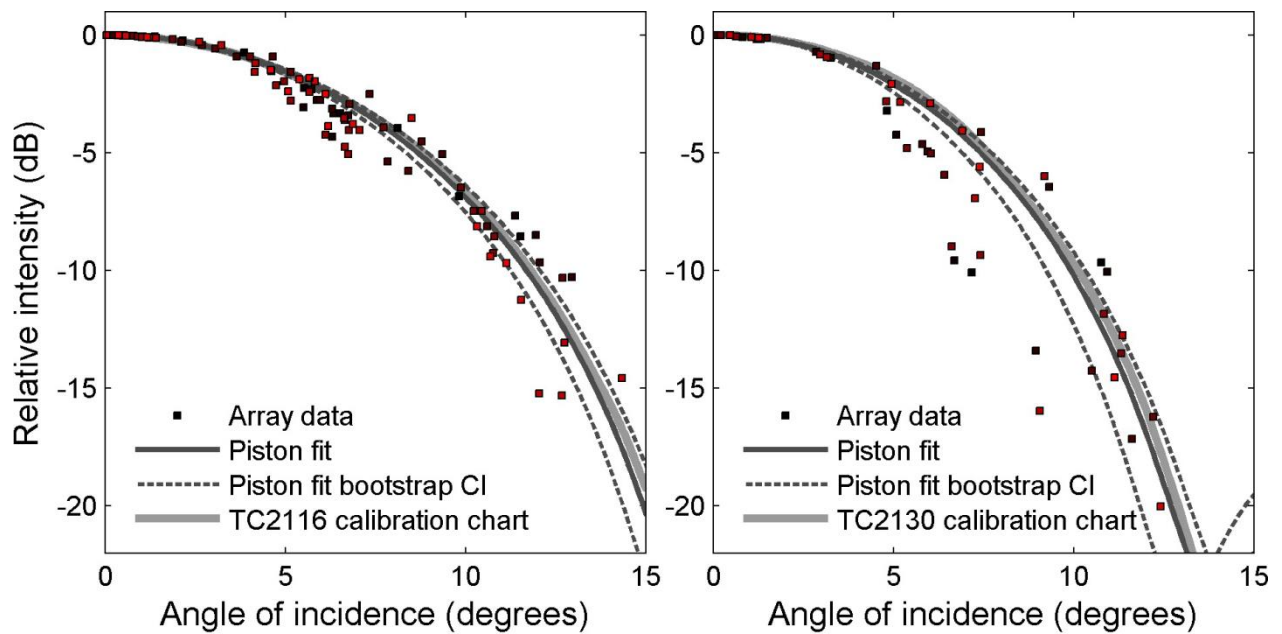 Relative intensity (dB)
0
-5
-10
-15
-20
Array data
Piston fit
Piston fit bootstrap CI
TC2116 calibration chart
0 5 10 15
Angle of incidence (degrees)
0
-5
-10
-15
-20
Array data
Piston fit
Piston fit bootstrap CI
TC2130 calibration chart
0 5 10 15
Angle of incidence (degrees)